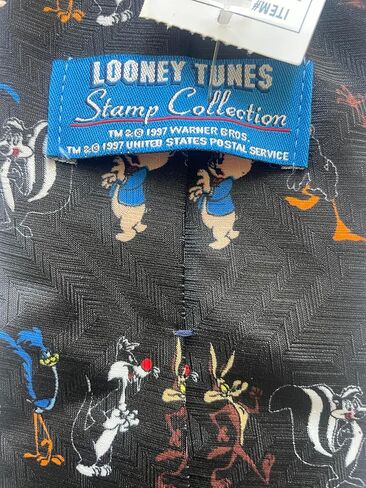 ITEM#
LOONEY TUNES
Stamp Collection
TM & © 1997 WARNER BROS.
TM & © 1997 UNITED STATES POSTAL SERVICE